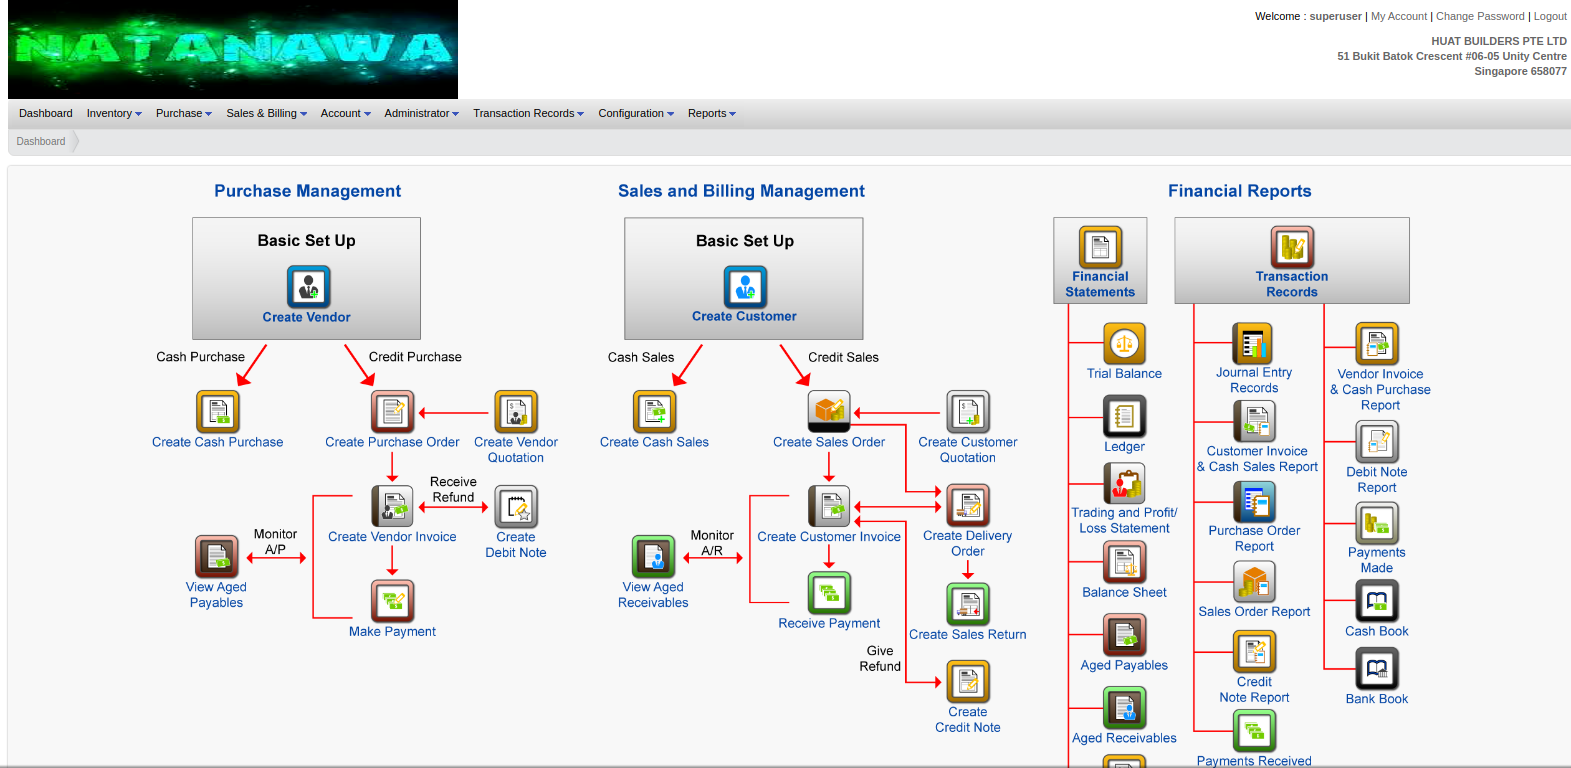 NATANAWA
Welcome : superuser | My Account | Change Password | Logout
HUAT BUILDERS PTE LTD
51 Bukit Batok Crescent #06-05 Unity Centre
Singapore 658077
Dashboard Inventory Purchase Sales & Billing Account Administrator Transaction Records Configuration Reports
Dashboard
Purchase Management
Basic Set Up
Create Vendor
Cash Purchase
Credit Purchase
Create Cash Purchase
Create Purchase Order
Create Vendor
Quotation
Receive
Refund
Create Vendor Invoice
Create
Debit Note
Monitor
A/P
View Aged
Payables
Make Payment
Sales and Billing Management
Basic Set Up
Create Customer
Cash Sales
Credit Sales
Create Cash Sales
Create Sales Order
Create Customer
Quotation
Create Customer Invoice
Create Delivery
Order
Monitor
A/R
View Aged
Receivables
Receive Payment
Create Sales Return
Give
Refund
Create
Credit Note
Financial Reports
Financial
Statements
Trial Balance
Ledger
Trading and Profit/
Loss Statement
Balance Sheet
Aged Payables
Aged Receivables
Transaction
Records
Journal Entry
Records
Customer Invoice
& Cash Sales Report
Purchase Order
Report
Sales Order Report
Credit
Note Report
Payments Received
Vendor Invoice
& Cash Purchase
Report
Debit Note
Report
Payments
Made
Cash Book
Bank Book